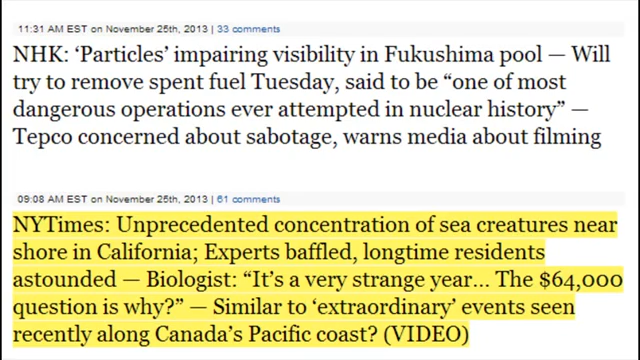 11:31 AM EST on November 25th, 2013 | 33 comments
NHK: ‘Particles’ impairing visibility in Fukushima pool — Will
try to remove spent fuel Tuesday, said to be “one of most
dangerous operations ever attempted in nuclear history” —
Tepco concerned about sabotage, warns media about filming
09:08 AM EST on November 25th, 2013 | 61 comments
NYTimes: Unprecedented concentration of sea creatures near
shore in California; Experts baffled, longtime residents
astounded — Biologist: “It’s a very strange year… The $64,000
question is why?” — Similar to ‘extraordinary’ events seen
recently along Canada’s Pacific coast? (VIDEO)